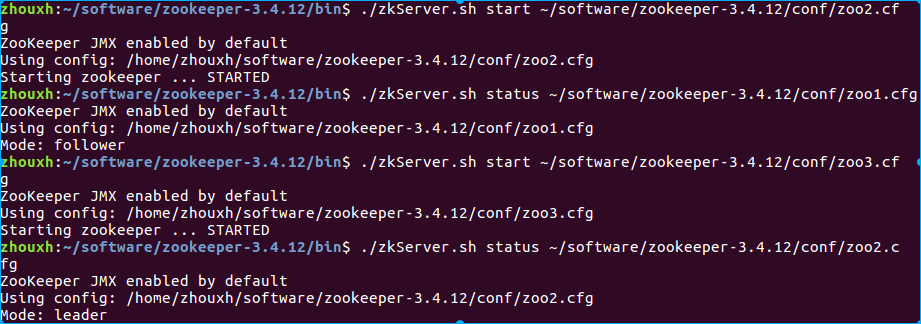 zhouxh:~/software/zookeeper-3.4.12/bin$ ./zkServer.sh start ~/software/zookeeper-3.4.12/conf/zoo2.cf
g
ZooKeeper JMX enabled by default
Using config: /home/zhouxh/software/zookeeper-3.4.12/conf/zoo2.cfg
Starting zookeeper ... STARTED
zhouxh:~/software/zookeeper-3.4.12/bin$ ./zkServer.sh status ~/software/zookeeper-3.4.12/conf/zoo1.cfg
ZooKeeper JMX enabled by default
Using config: /home/zhouxh/software/zookeeper-3.4.12/conf/zoo1.cfg
Mode: follower
zhouxh:~/software/zookeeper-3.4.12/bin$ ./zkServer.sh start ~/software/zookeeper-3.4.12/conf/zoo3.cf
g
ZooKeeper JMX enabled by default
Using config: /home/zhouxh/software/zookeeper-3.4.12/conf/zoo3.cfg
Starting zookeeper ... STARTED
zhouxh:~/software/zookeeper-3.4.12/bin$ ./zkServer.sh status ~/software/zookeeper-3.4.12/conf/zoo2.c
fg
ZooKeeper JMX enabled by default
Using config: /home/zhouxh/software/zookeeper-3.4.12/conf/zoo2.cfg
Mode: leader